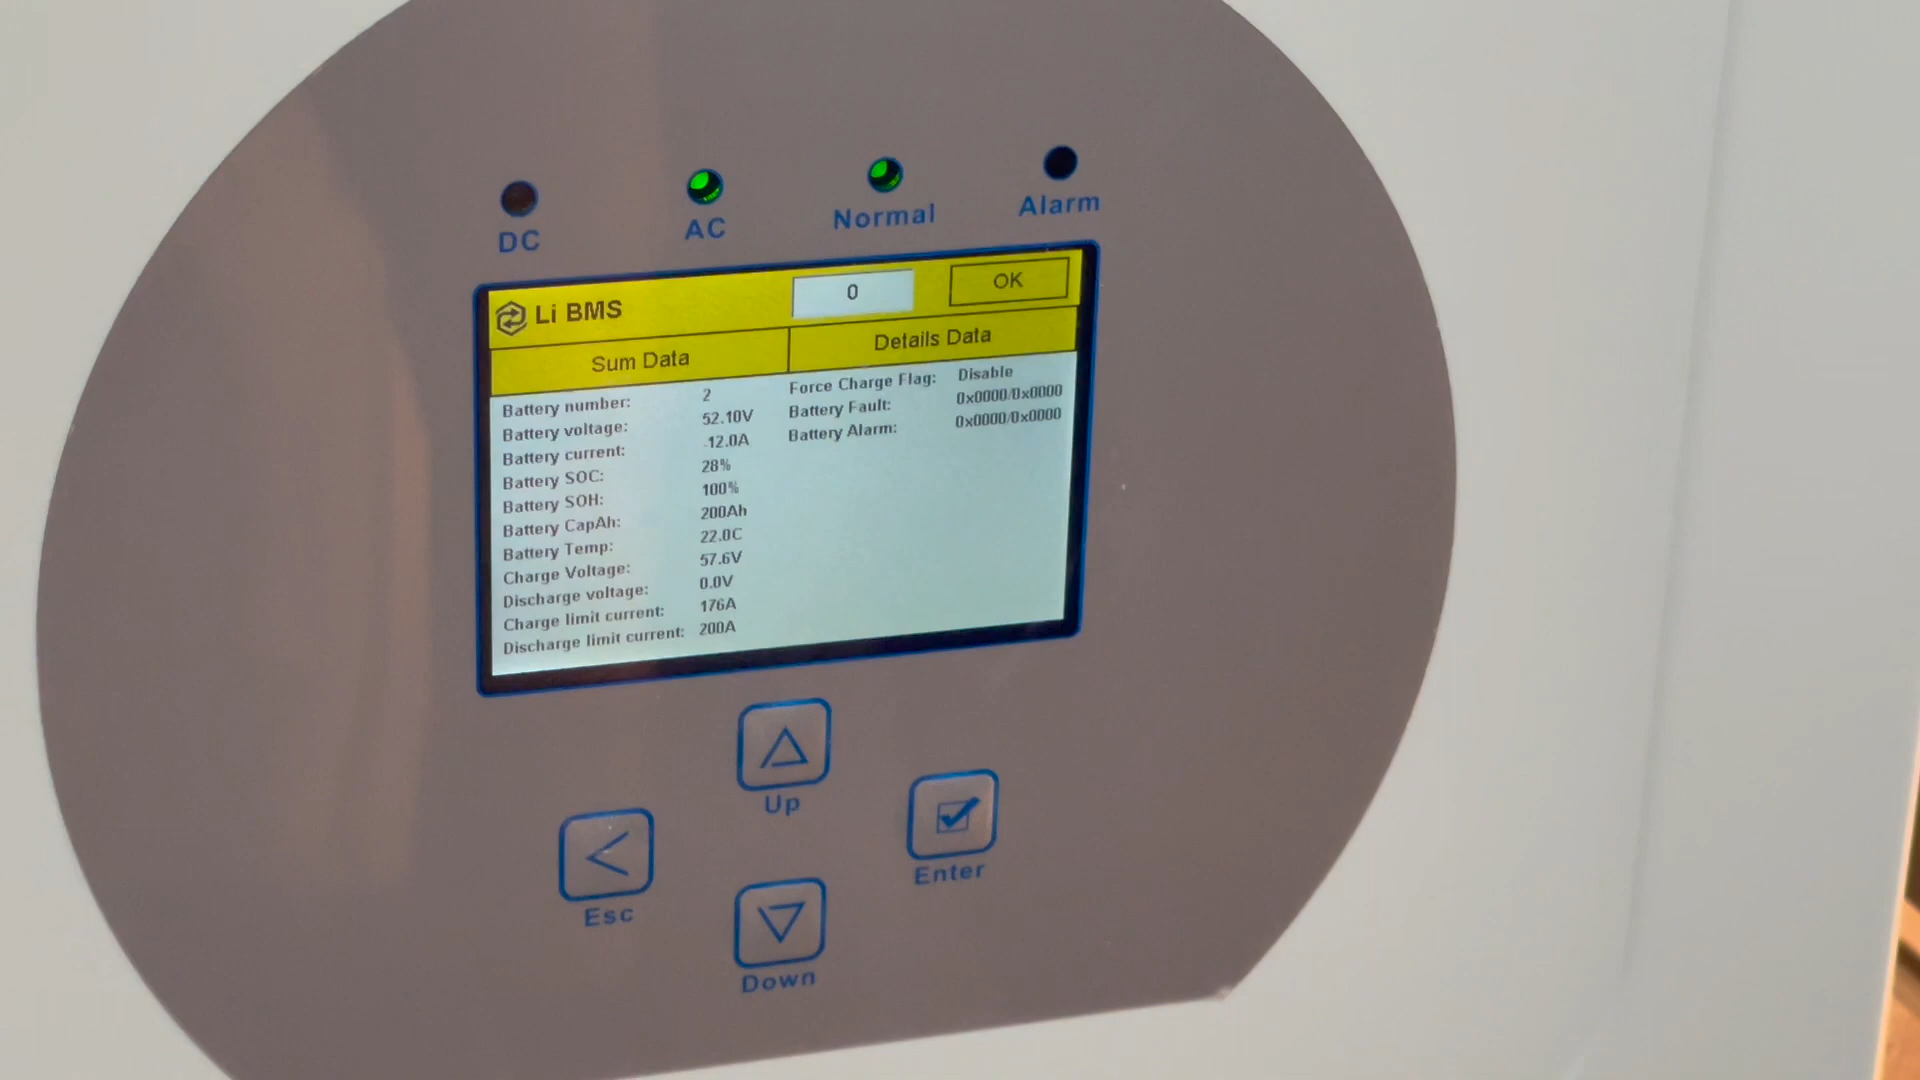 DC
AC
Normal
Alarm
Li BMS
0
OK
Sum Data
Details Data
Battery number: 2
Battery voltage: 52.10V
Battery current: -12.0A
Battery SOC: 28%
Battery SOH: 100%
Battery CapAh: 200Ah
Battery Temp: 22.0C
Charge Voltage: 57.6V
Discharge voltage: 0.0V
Charge limit current: 176A
Discharge limit current: 200A
Force Charge Flag: Disable
Battery Fault: 0x0000/0x0000
Battery Alarm: 0x0000/0x0000
Up
Esc
Enter
Down